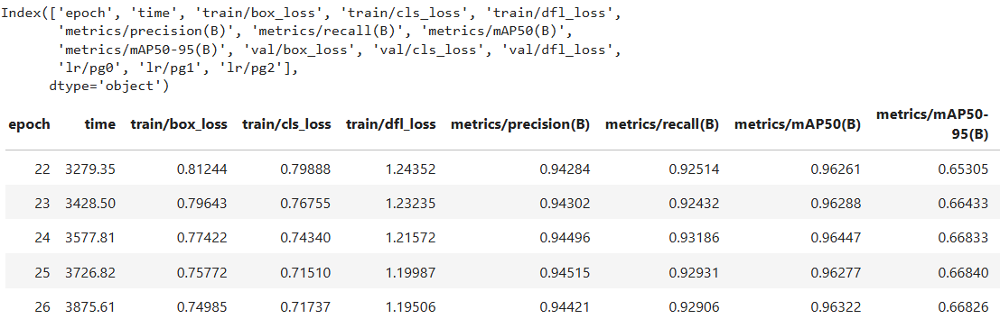 Index(['epoch', 'time', 'train/box_loss', 'train/cls_loss', 'train/dfl_loss',
       'metrics/precision(B)', 'metrics/recall(B)', 'metrics/mAP50(B)',
       'metrics/mAP50-95(B)', 'val/box_loss', 'val/cls_loss', 'val/dfl_loss',
       'lr/pg0', 'lr/pg1', 'lr/pg2'],
      dtype='object')
epoch time train/box_loss train/cls_loss train/dfl_loss metrics/precision(B) metrics/recall(B) metrics/mAP50(B) metrics/mAP50-
95(B)
22 3279.35 0.81244 0.79888 1.24352 0.94284 0.92514 0.96261 0.65305
23 3428.50 0.79643 0.76755 1.23235 0.94302 0.92432 0.96288 0.66433
24 3577.81 0.77422 0.74340 1.21572 0.94496 0.93186 0.96447 0.66833
25 3726.82 0.75772 0.71510 1.19987 0.94515 0.92931 0.96277 0.66840
26 3875.61 0.74985 0.71737 1.19506 0.94421 0.92906 0.96322 0.66826